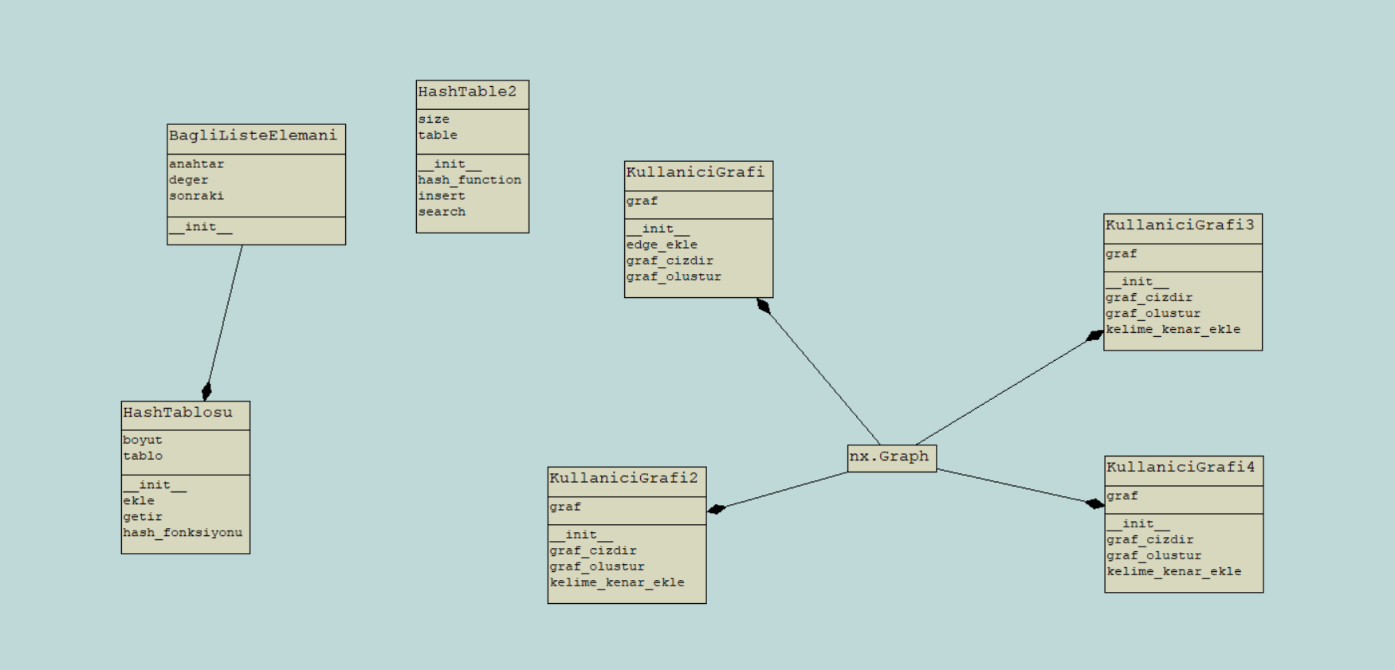 BagliListeElemani
anahtar
deger
sonraki
__init__
HashTable2
size
table
__init__
hash_function
insert
search
KullaniciGrafi
graf
__init__
edge_ekle
graf_cizdir
graf_olustur
KullaniciGrafi3
graf
__init__
graf_cizdir
graf_olustur
kelime_kenar_ekle
HashTablosu
boyut
tablo
__init__
ekle
getir
hash_fonksiyonu
KullaniciGrafi2
graf
__init__
graf_cizdir
graf_olustur
kelime_kenar_ekle
nx.Graph
KullaniciGrafi4
graf
__init__
graf_cizdir
graf_olustur
kelime_kenar_ekle